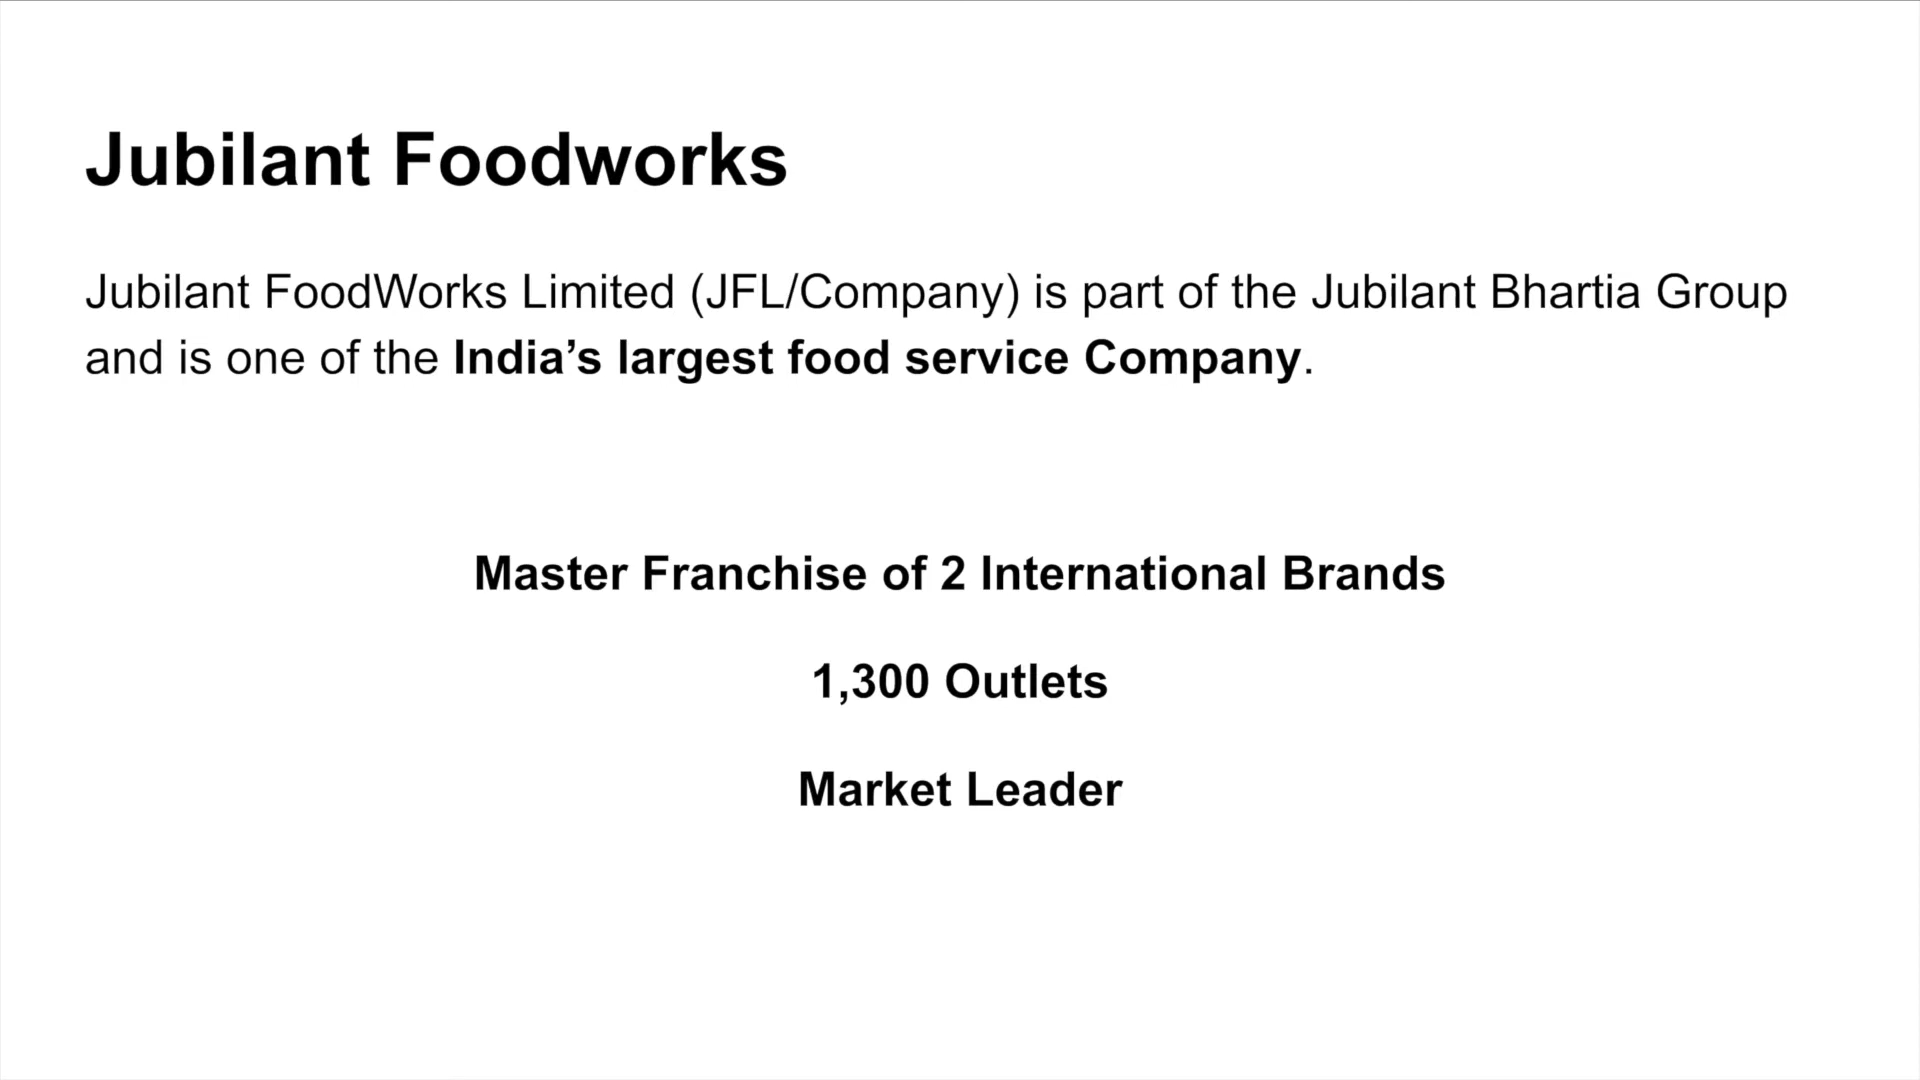 Jubilant Foodworks
Jubilant FoodWorks Limited (JFL/Company) is part of the Jubilant Bhartia Group
and is one of the India’s largest food service Company.
Master Franchise of 2 International Brands
1,300 Outlets
Market Leader